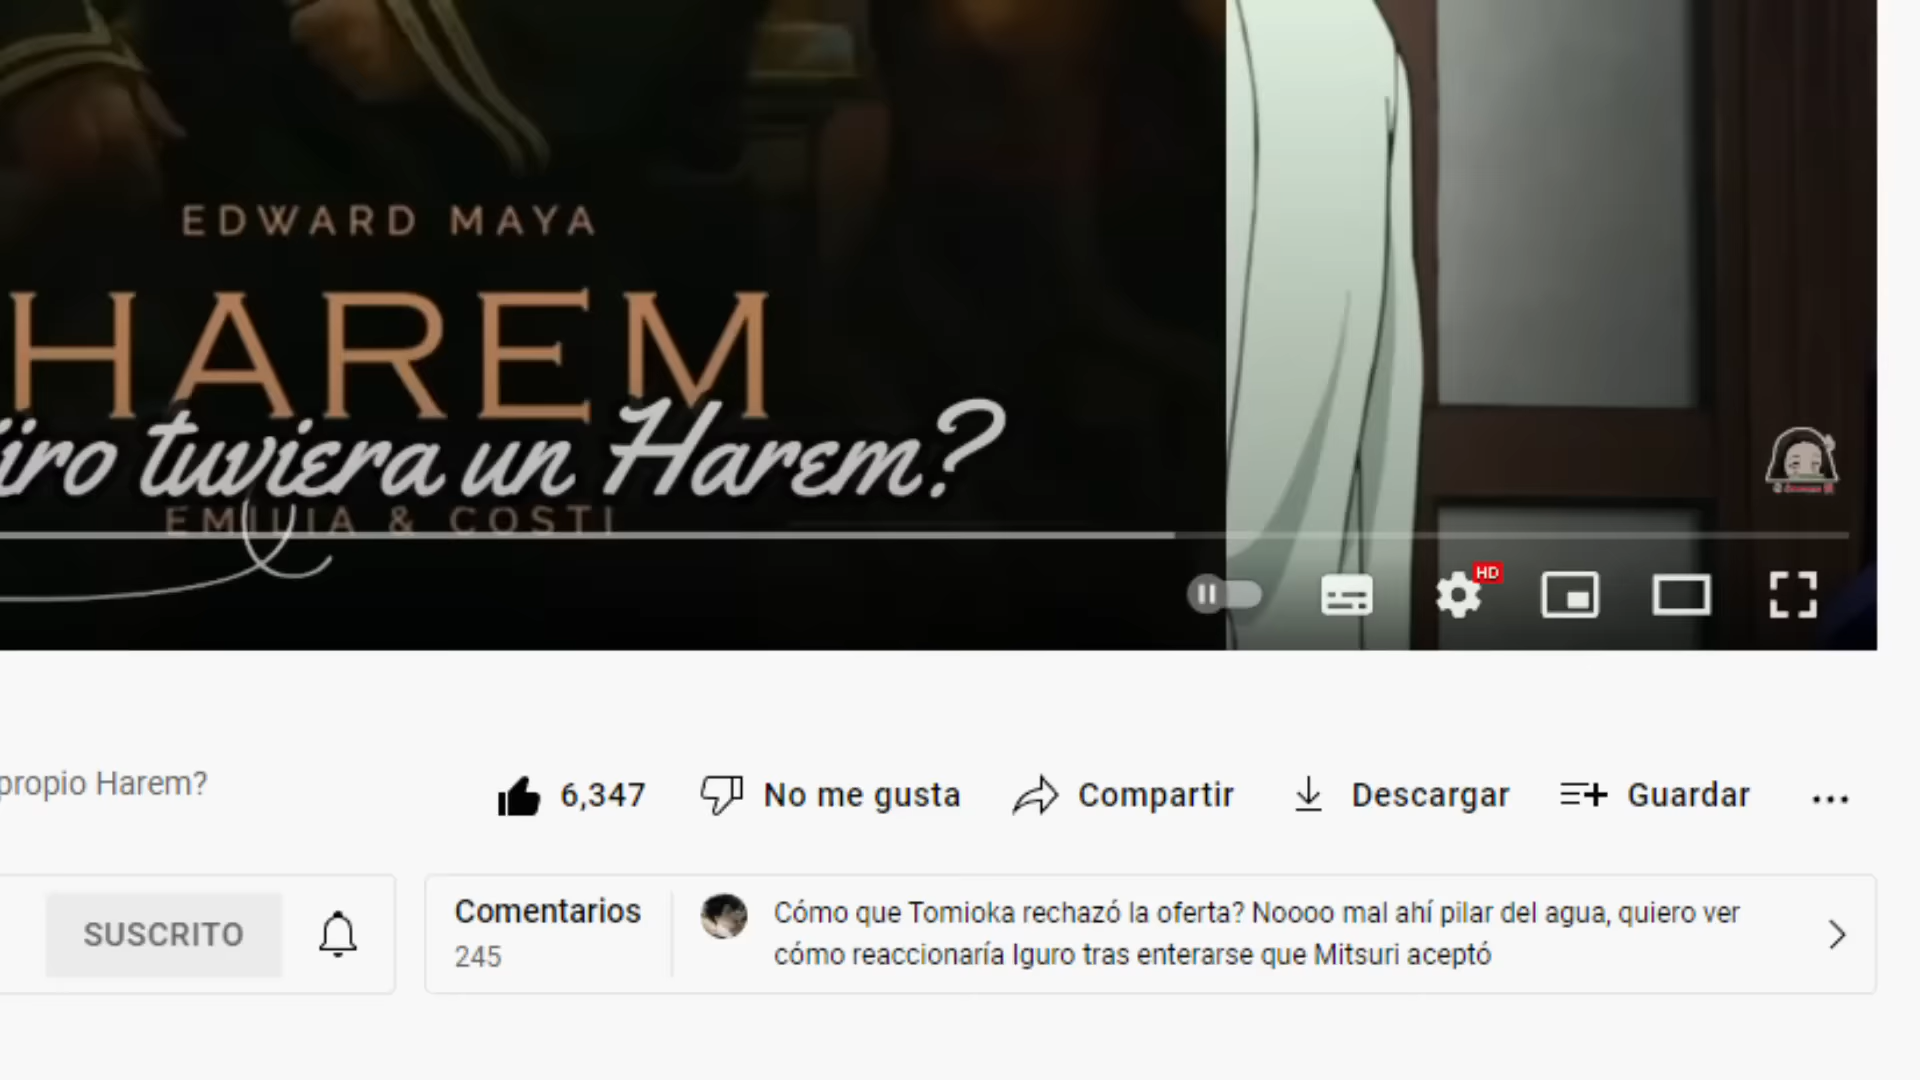 EDWARD MAYA
HAREM
iro tuviera un Harem?
EMILIA & COSTI
HD
propio Harem?
6,347
No me gusta
Compartir
Descargar
Guardar
SUSCRITO
Comentarios
245
Cómo que Tomioka rechazó la oferta? Noooo mal ahí pilar del agua, quiero ver
cómo reaccionaría Iguro tras enterarse que Mitsuri aceptó